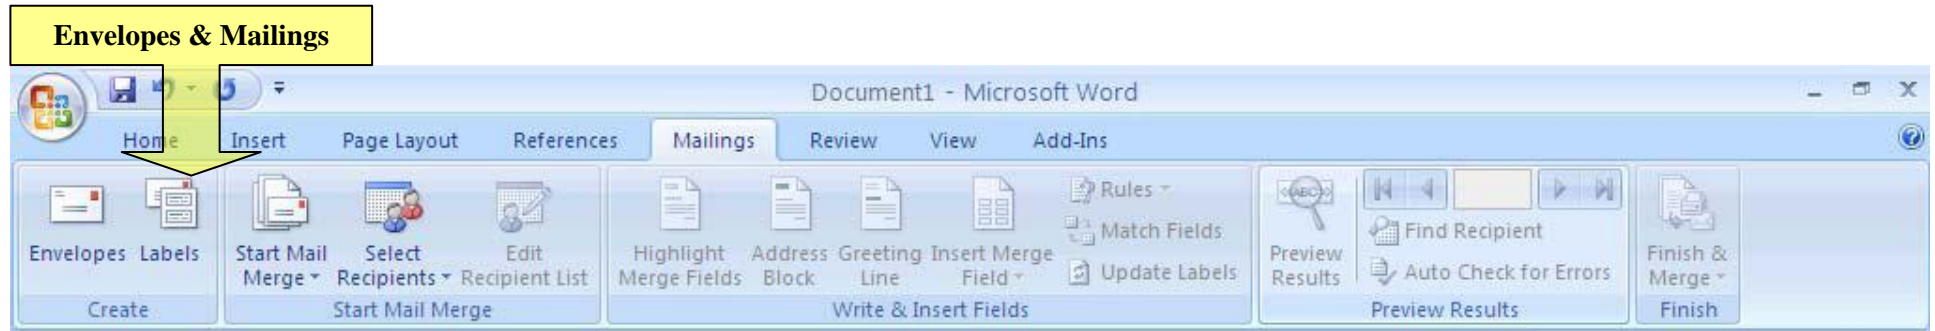 Envelopes & Mailings
Document1 - Microsoft Word
Home Insert Page Layout References Mailings Review View Add-Ins
Envelopes Labels
Create
Start Mail
Merge
Select
Recipients
Edit
Recipient List
Start Mail Merge
Highlight
Merge Fields
Address
Block
Greeting
Line
Insert Merge
Field
Rules
Match Fields
Update Labels
Write & Insert Fields
«ABC»
Preview
Results
Find Recipient
Auto Check for Errors
Preview Results
Finish &
Merge
Finish